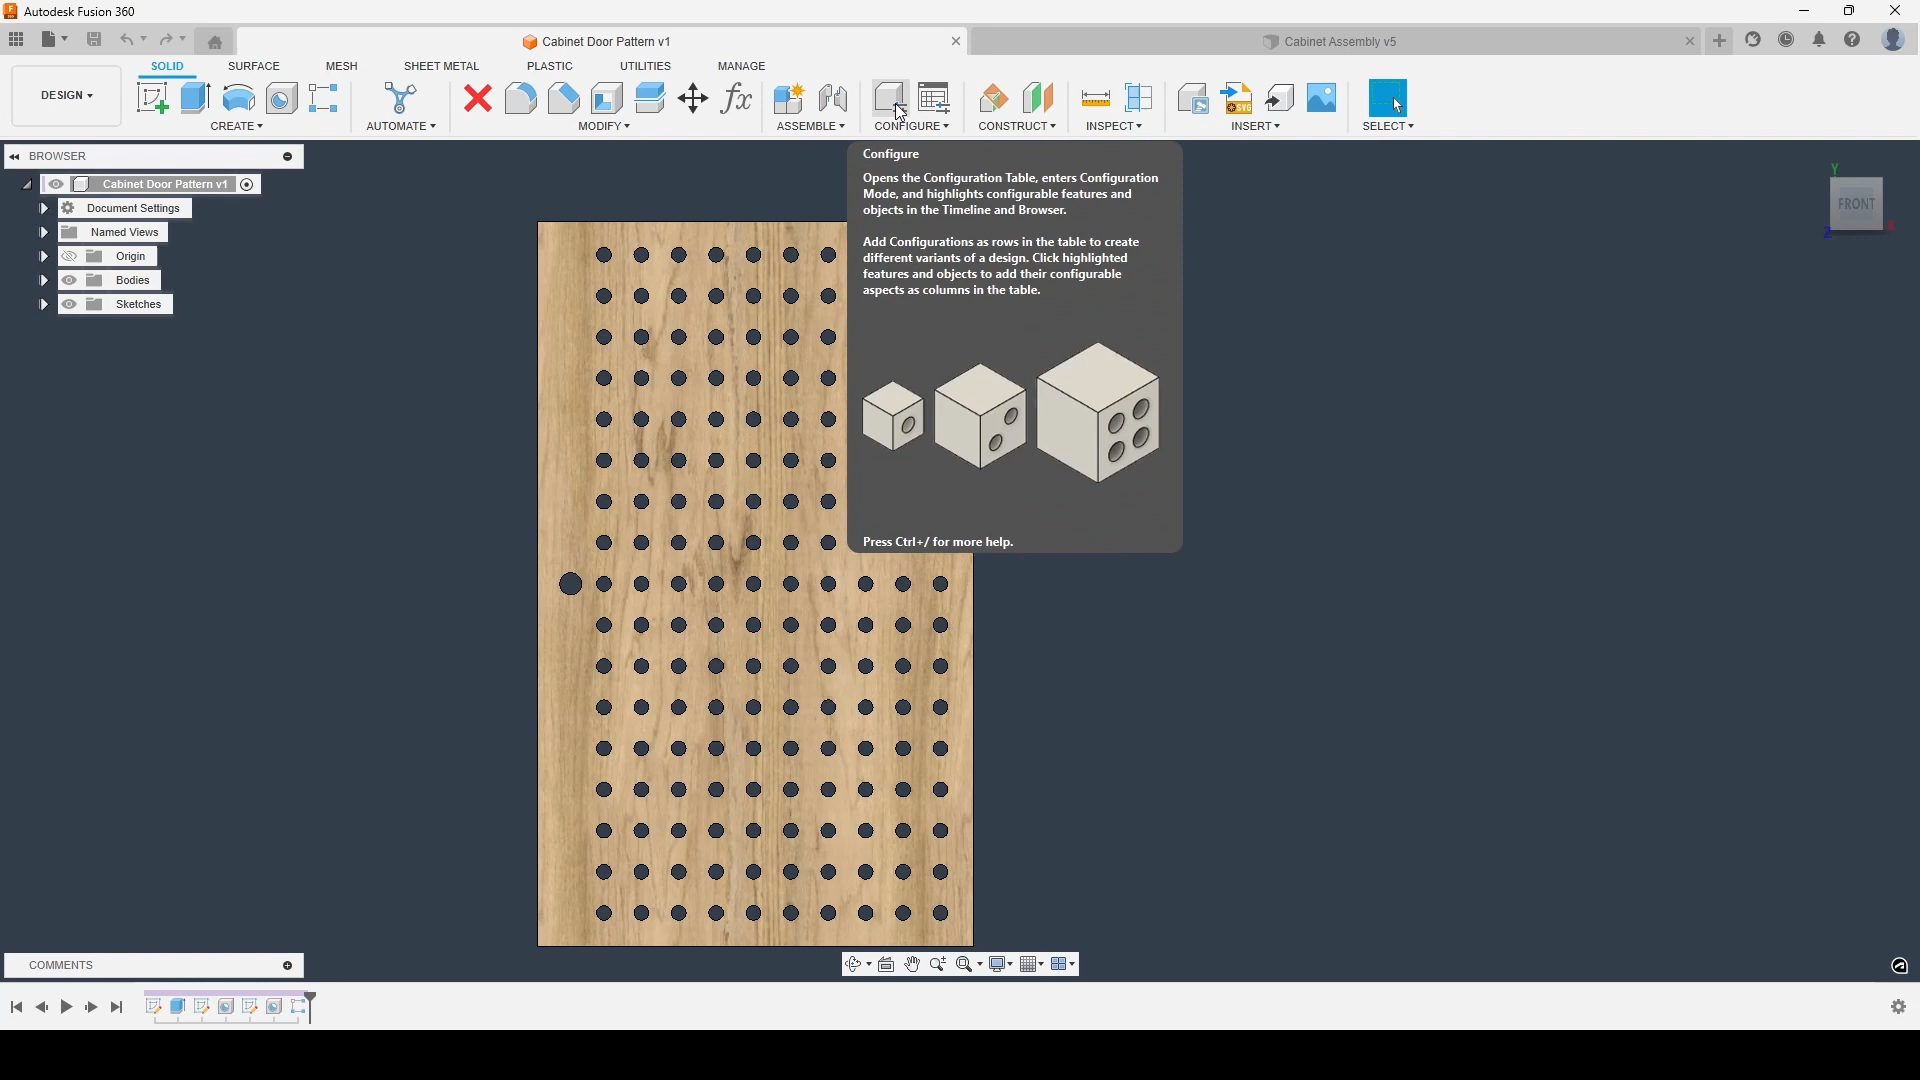 Autodesk Fusion 360
Cabinet Door Pattern v1
Cabinet Assembly v5
SOLID SURFACE MESH SHEET METAL PLASTIC UTILITIES MANAGE
DESIGN
CREATE AUTOMATE MODIFY ASSEMBLE CONFIGURE CONSTRUCT INSPECT INSERT SELECT
BROWSER
Cabinet Door Pattern v1
Document Settings
Named Views
Origin
Bodies
Sketches
Configure
Opens the Configuration Table, enters Configuration
Mode, and highlights configurable features and
objects in the Timeline and Browser.
Add Configurations as rows in the table to create
different variants of a design. Click highlighted
features and objects to add their configurable
aspects as columns in the table.
Press Ctrl+/ for more help.
Y
FRONT
Z X
COMMENTS